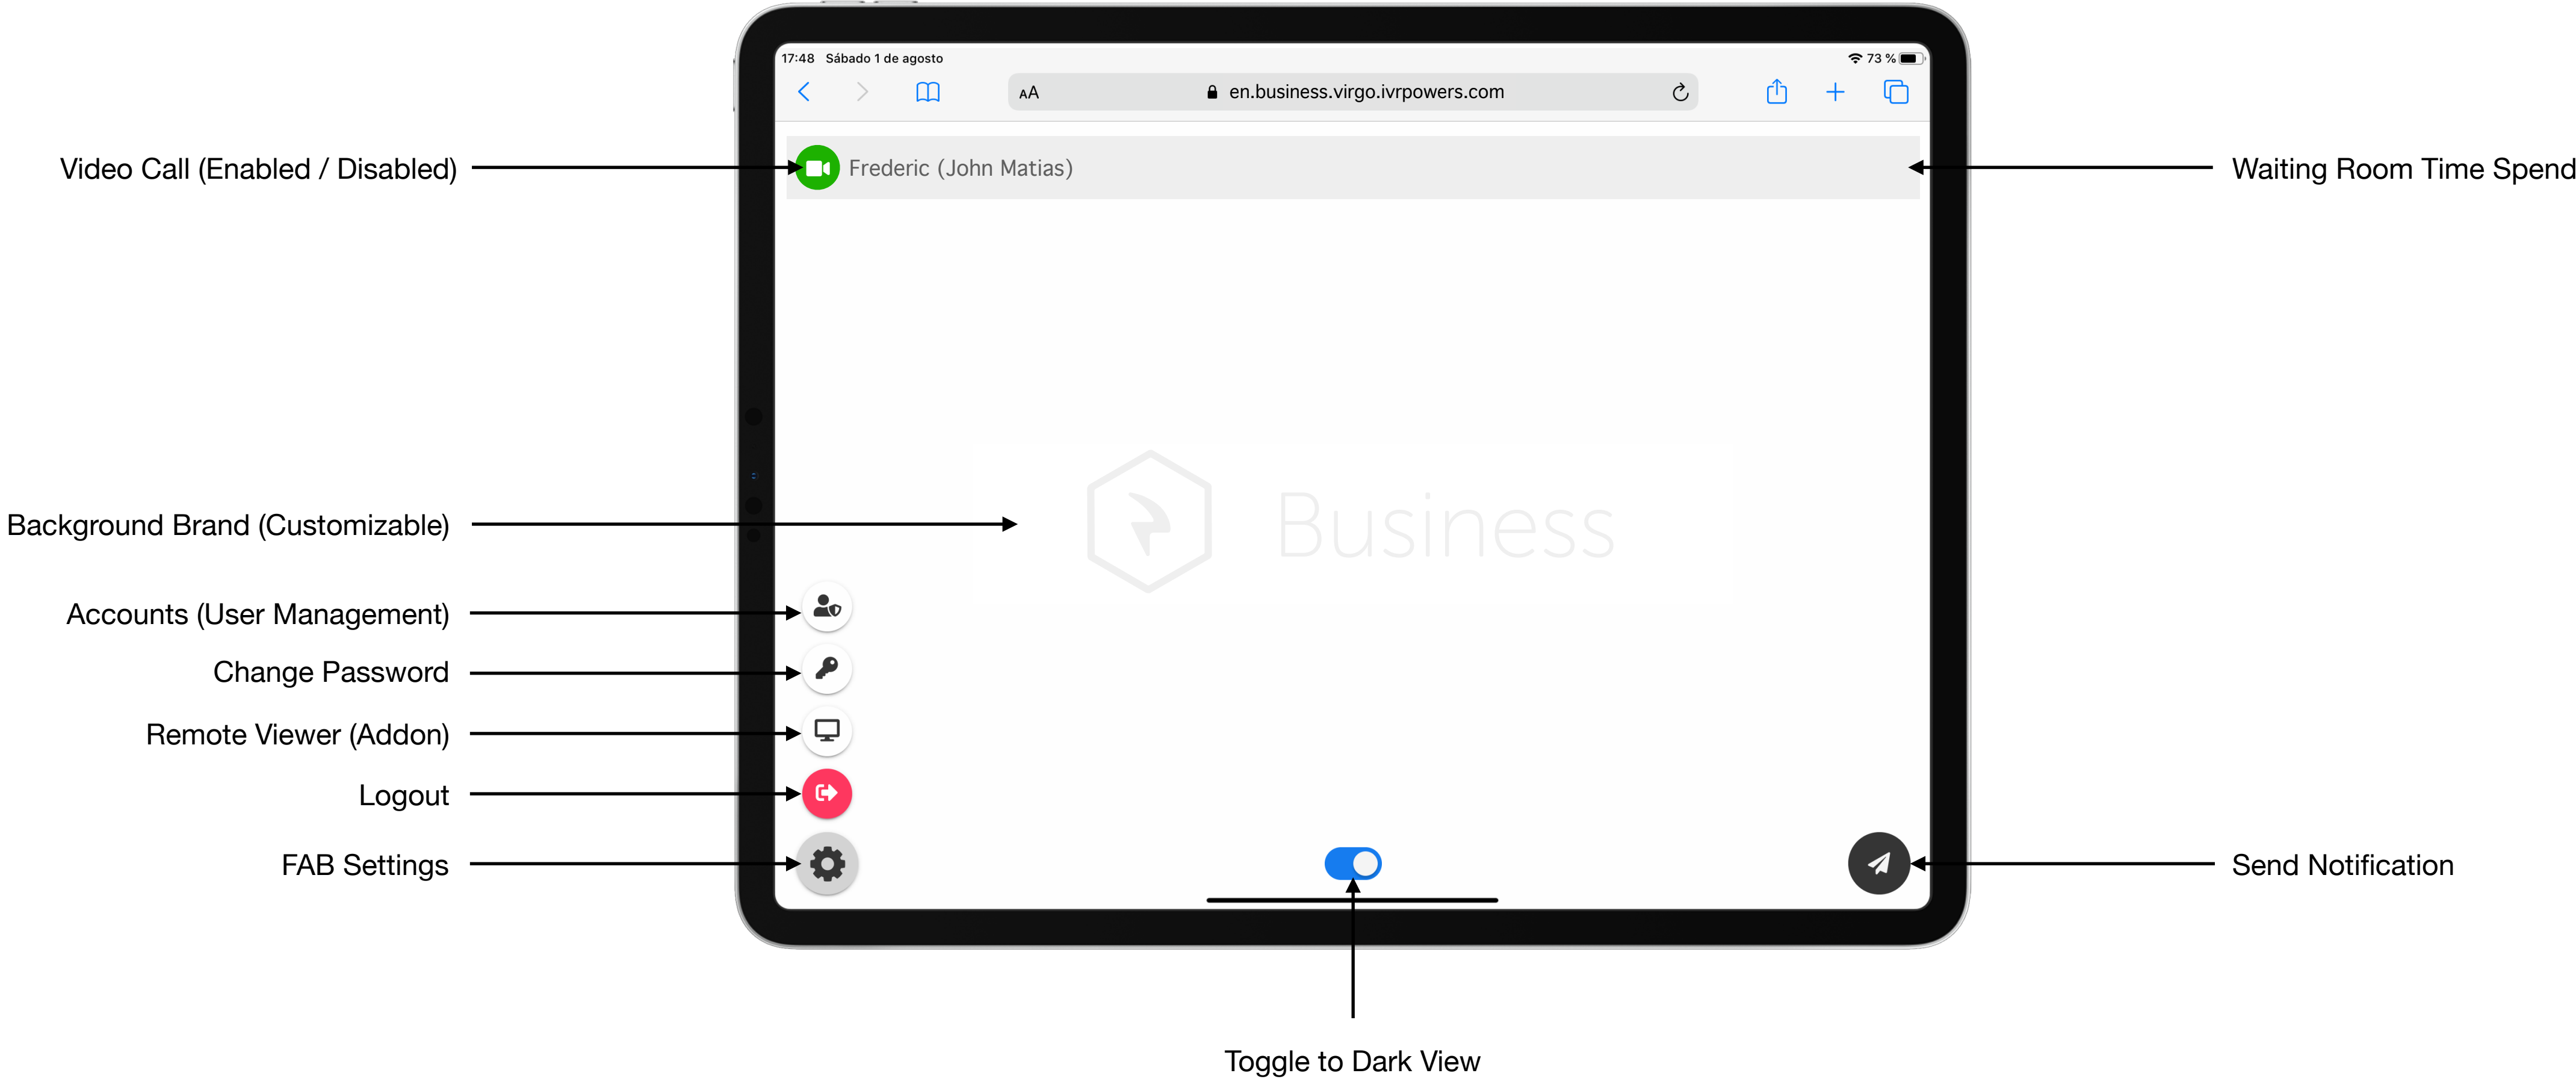 17:48 Sábado 1 de agosto
73 %
AA
en.business.virgo.ivrpowers.com
Video Call (Enabled / Disabled)
Frederic (John Matias)
Waiting Room Time Spend
Background Brand (Customizable)
Business
Accounts (User Management)
Change Password
Remote Viewer (Addon)
Logout
FAB Settings
Send Notification
Toggle to Dark View